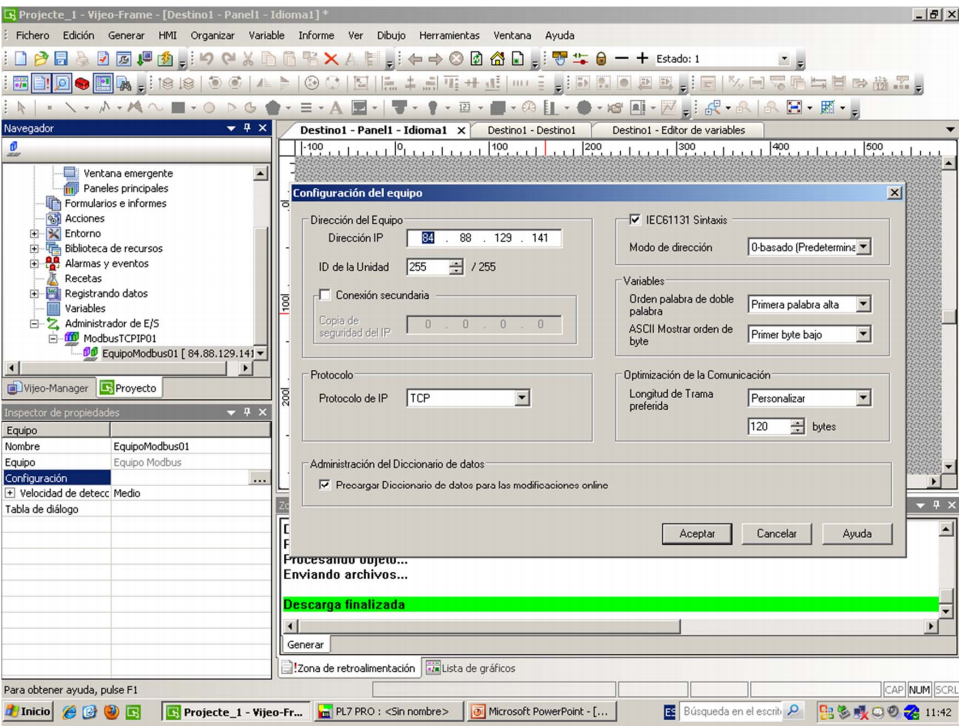 Projecte_1 - Vijeo-Frame - [Destino1 - Panel1 - Idioma1] *
Fichero Edición Generar HMI Organizar Variable Informe Ver Dibujo Herramientas Ventana Ayuda
Estado: 1
Navegador
Ventana emergente
Paneles principales
Formularios e informes
Acciones
Entorno
Biblioteca de recursos
Alarmas y eventos
Recetas
Registrando datos
Variables
Administrador de E/S
ModbusTCPIP01
EquipoModbus01 [ 84.88.129.141
Vijeo-Manager Proyecto
Inspector de propiedades
Equipo
Nombre EquipoModbus01
Equipo Equipo Modbus
Configuración ...
Velocidad de detecc Medio
Tabla de diálogo
Destino1 - Panel1 - Idioma1 Destino1 - Destino1 Destino1 - Editor de variables
-100 0 100 200 300 400 500
0
100
200
Configuración del equipo
Dirección del Equipo
Dirección IP 84 . 88 . 129 . 141
ID de la Unidad 255 / 255
Conexión secundaria
Copia de seguridad del IP 0 . 0 . 0 . 0
Protocolo
Protocolo de IP TCP
IEC61131 Sintaxis
Modo de dirección 0-basado (Predetermina
Variables
Orden palabra de doble palabra Primera palabra alta
ASCII Mostrar orden de byte Primer byte bajo
Optimización de la Comunicación
Longitud de Trama preferida Personalizar
120 bytes
Administración del Diccionario de datos
Precargar Diccionario de datos para las modificaciones online
Aceptar Cancelar Ayuda
Procesando objeto...
Enviando archivos...
Descarga finalizada
Generar
!Zona de retroalimentación Lista de gráficos
Para obtener ayuda, pulse F1
CAP NUM SCRL
Inicio Projecte_1 - Vijeo-Fr... PL7 PRO : <Sin nombre> Microsoft PowerPoint - [... ES Búsqueda en el escrito 11:42